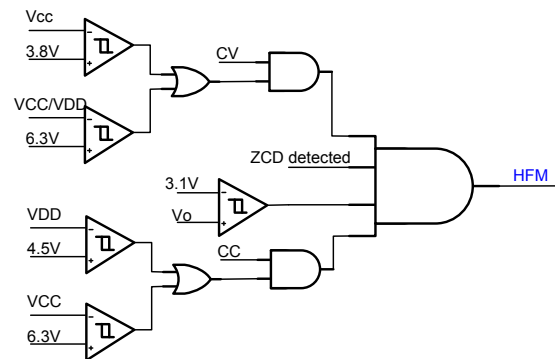 Vcc
3.8V
CV
VCC/VDD
6.3V
ZCD detected
HFM
3.1V
Vo
VDD
4.5V
CC
VCC
6.3V